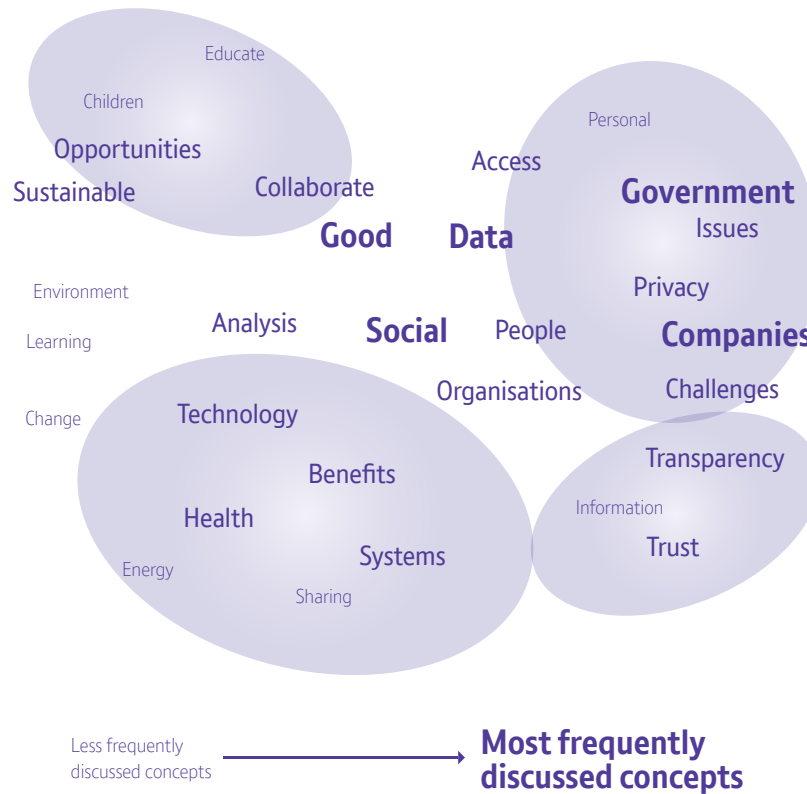 Educate
Children
Personal
Opportunities
Access
Sustainable
Collaborate
Government
Good
Data
Issues
Environment
Privacy
Analysis
Social
People
Companies
Learning
Organisations
Challenges
Change
Technology
Transparency
Benefits
Information
Health
Trust
Systems
Energy
Sharing
Less frequently
discussed concepts
Most frequently
discussed concepts